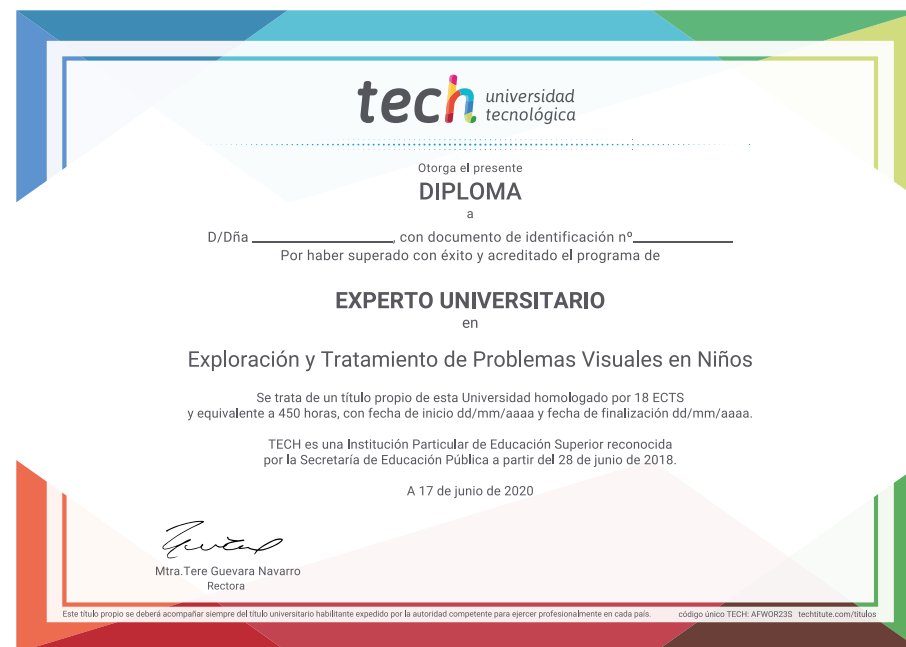 tech universidad
tecnológica
Otorga el presente
DIPLOMA
a
D/Dña ____________________, con documento de identificación nº______________
Por haber superado con éxito y acreditado el programa de
EXPERTO UNIVERSITARIO
en
Exploración y Tratamiento de Problemas Visuales en Niños
Se trata de un título propio de esta Universidad homologado por 18 ECTS
y equivalente a 450 horas, con fecha de inicio dd/mm/aaaa y fecha de finalización dd/mm/aaaa.
TECH es una Institución Particular de Educación Superior reconocida
por la Secretaría de Educación Pública a partir del 28 de junio de 2018.
A 17 de junio de 2020
Mtra.Tere Guevara Navarro
Rectora
Este título propio se deberá acompañar siempre del título universitario habilitante expedido por la autoridad competente para ejercer profesionalmente en cada país. código único TECH: AFWOR23S techtitute.com/titulos